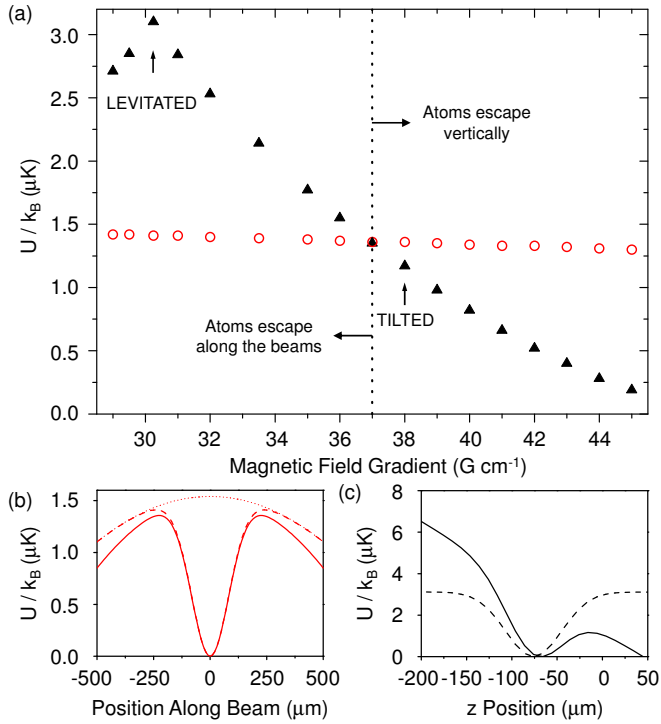 (a)
3.0
2.5
2.0
1.5
1.0
0.5
0.0
U / k_B (μK)
LEVITATED
Atoms escape
vertically
TILTED
Atoms escape
along the beams
30 32 34 36 38 40 42 44
Magnetic Field Gradient (G cm⁻¹)
(b)
1.5
1.0
0.5
0.0
U / k_B (μK)
-500 -250 0 250 500
Position Along Beam (μm)
(c)
8
6
4
2
0
U / k_B (μK)
-200 -150 -100 -50 0 50
z Position (μm)